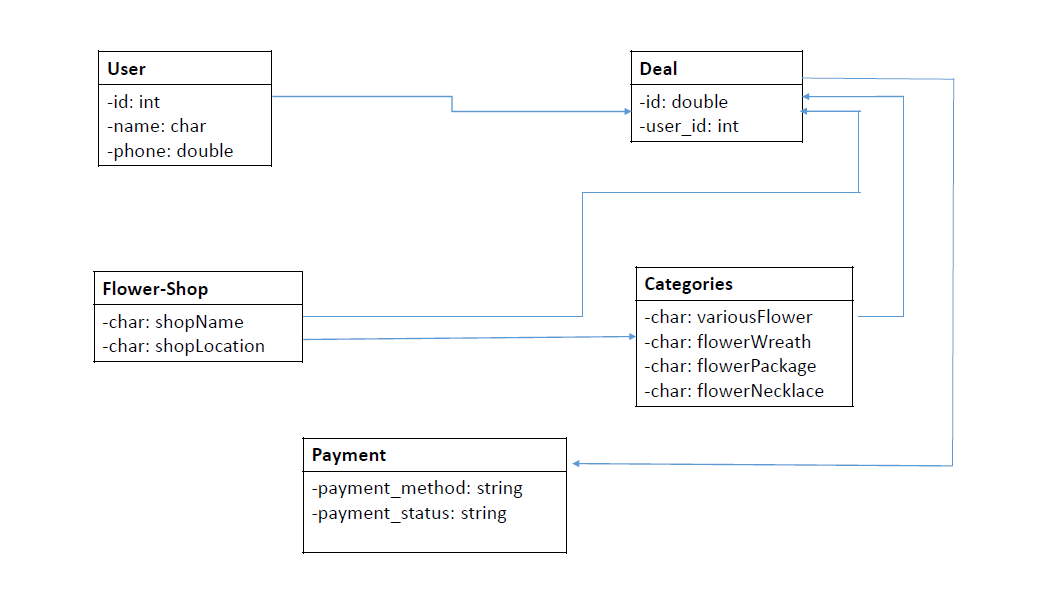 User
-id: int
-name: char
-phone: double
Deal
-id: double
-user_id: int
Flower-Shop
-char: shopName
-char: shopLocation
Categories
-char: variousFlower
-char: flowerWreath
-char: flowerPackage
-char: flowerNecklace
Payment
-payment_method: string
-payment_status: string